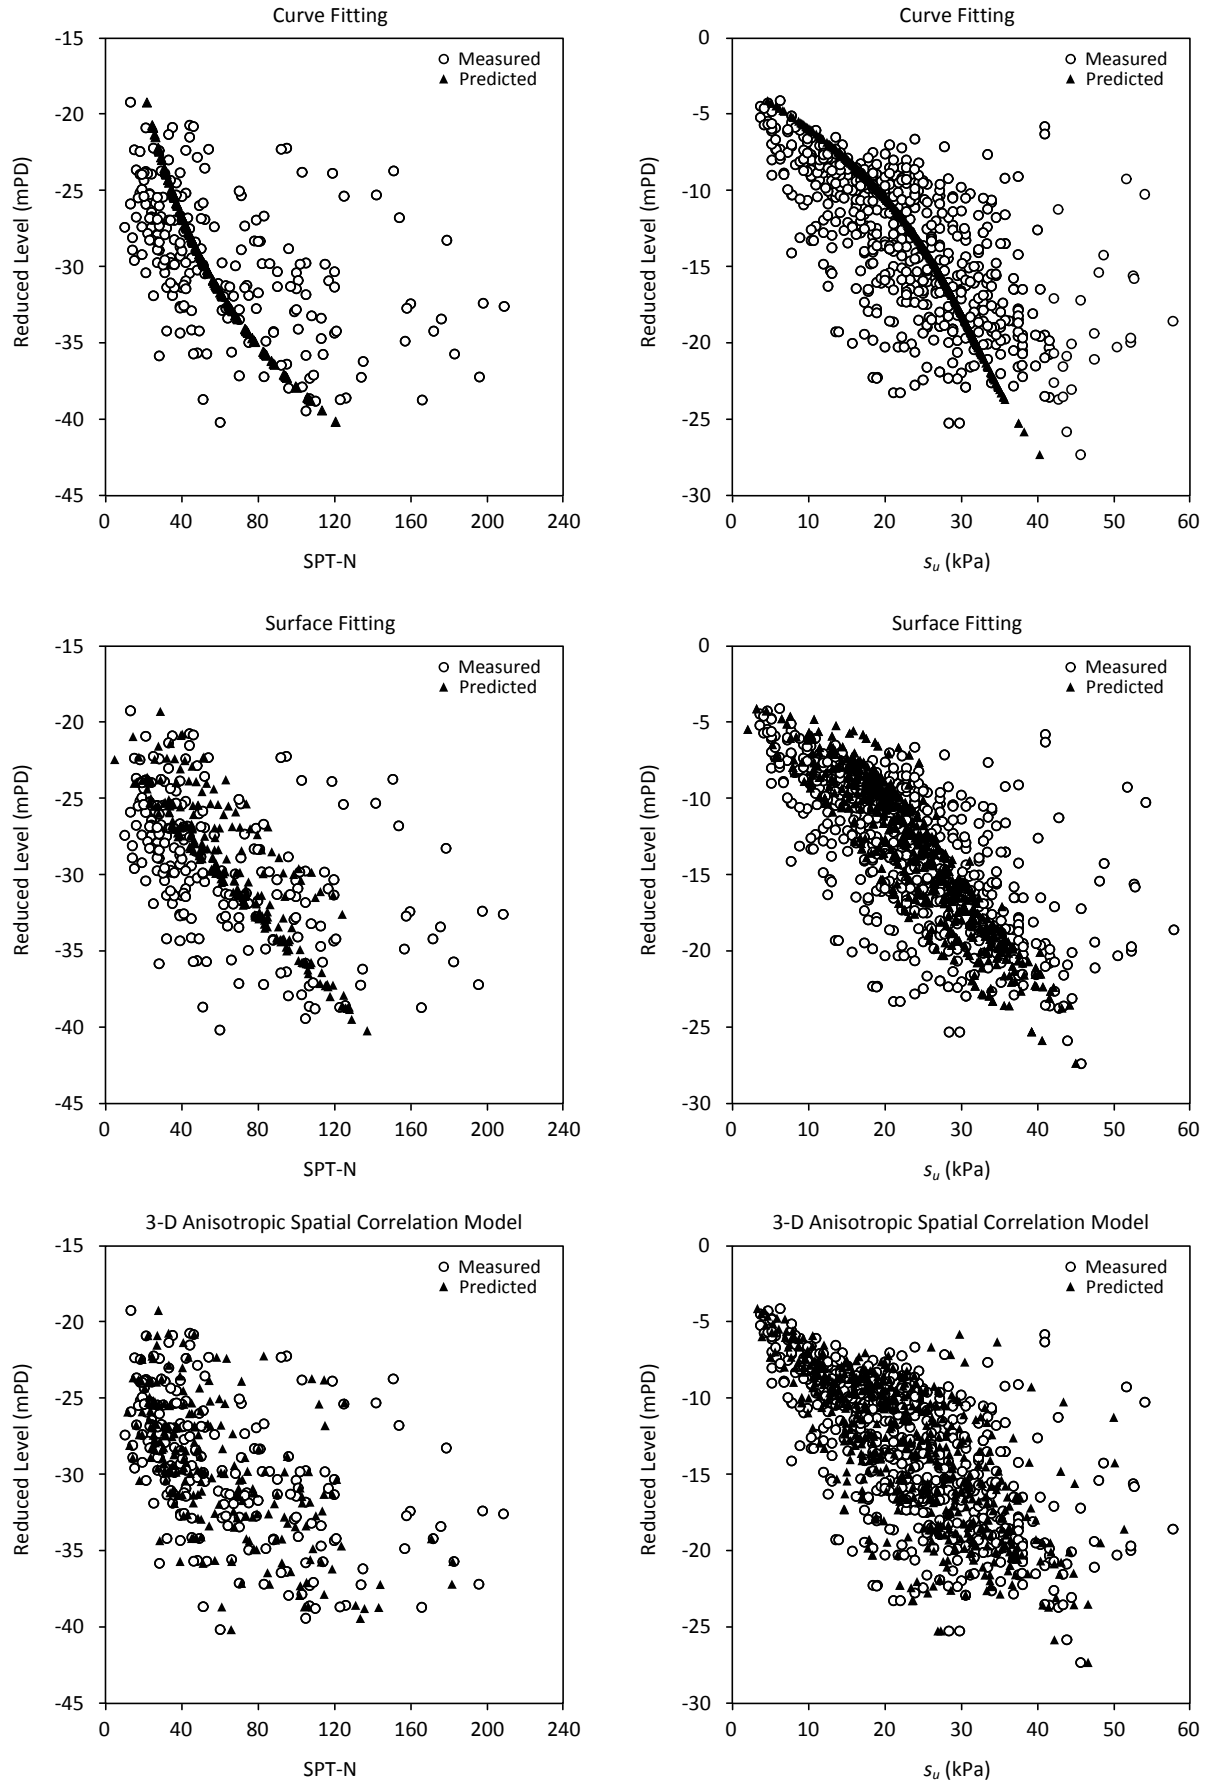 Curve Fitting
-15
-20
-25
-30
-35
-40
-45
Reduced Level (mPD)
Measured
Predicted
0 40 80 120 160 200 240
SPT-N
Curve Fitting
0
-5
-10
-15
-20
-25
-30
Reduced Level (mPD)
Measured
Predicted
0 10 20 30 40 50 60
su (kPa)
Surface Fitting
-15
-20
-25
-30
-35
-40
-45
Reduced Level (mPD)
Measured
Predicted
0 40 80 120 160 200 240
SPT-N
Surface Fitting
0
-5
-10
-15
-20
-25
-30
Reduced Level (mPD)
Measured
Predicted
0 10 20 30 40 50 60
su (kPa)
3-D Anisotropic Spatial Correlation Model
-15
-20
-25
-30
-35
-40
-45
Reduced Level (mPD)
Measured
Predicted
0 40 80 120 160 200 240
SPT-N
3-D Anisotropic Spatial Correlation Model
0
-5
-10
-15
-20
-25
-30
Reduced Level (mPD)
Measured
Predicted
0 10 20 30 40 50 60
su (kPa)